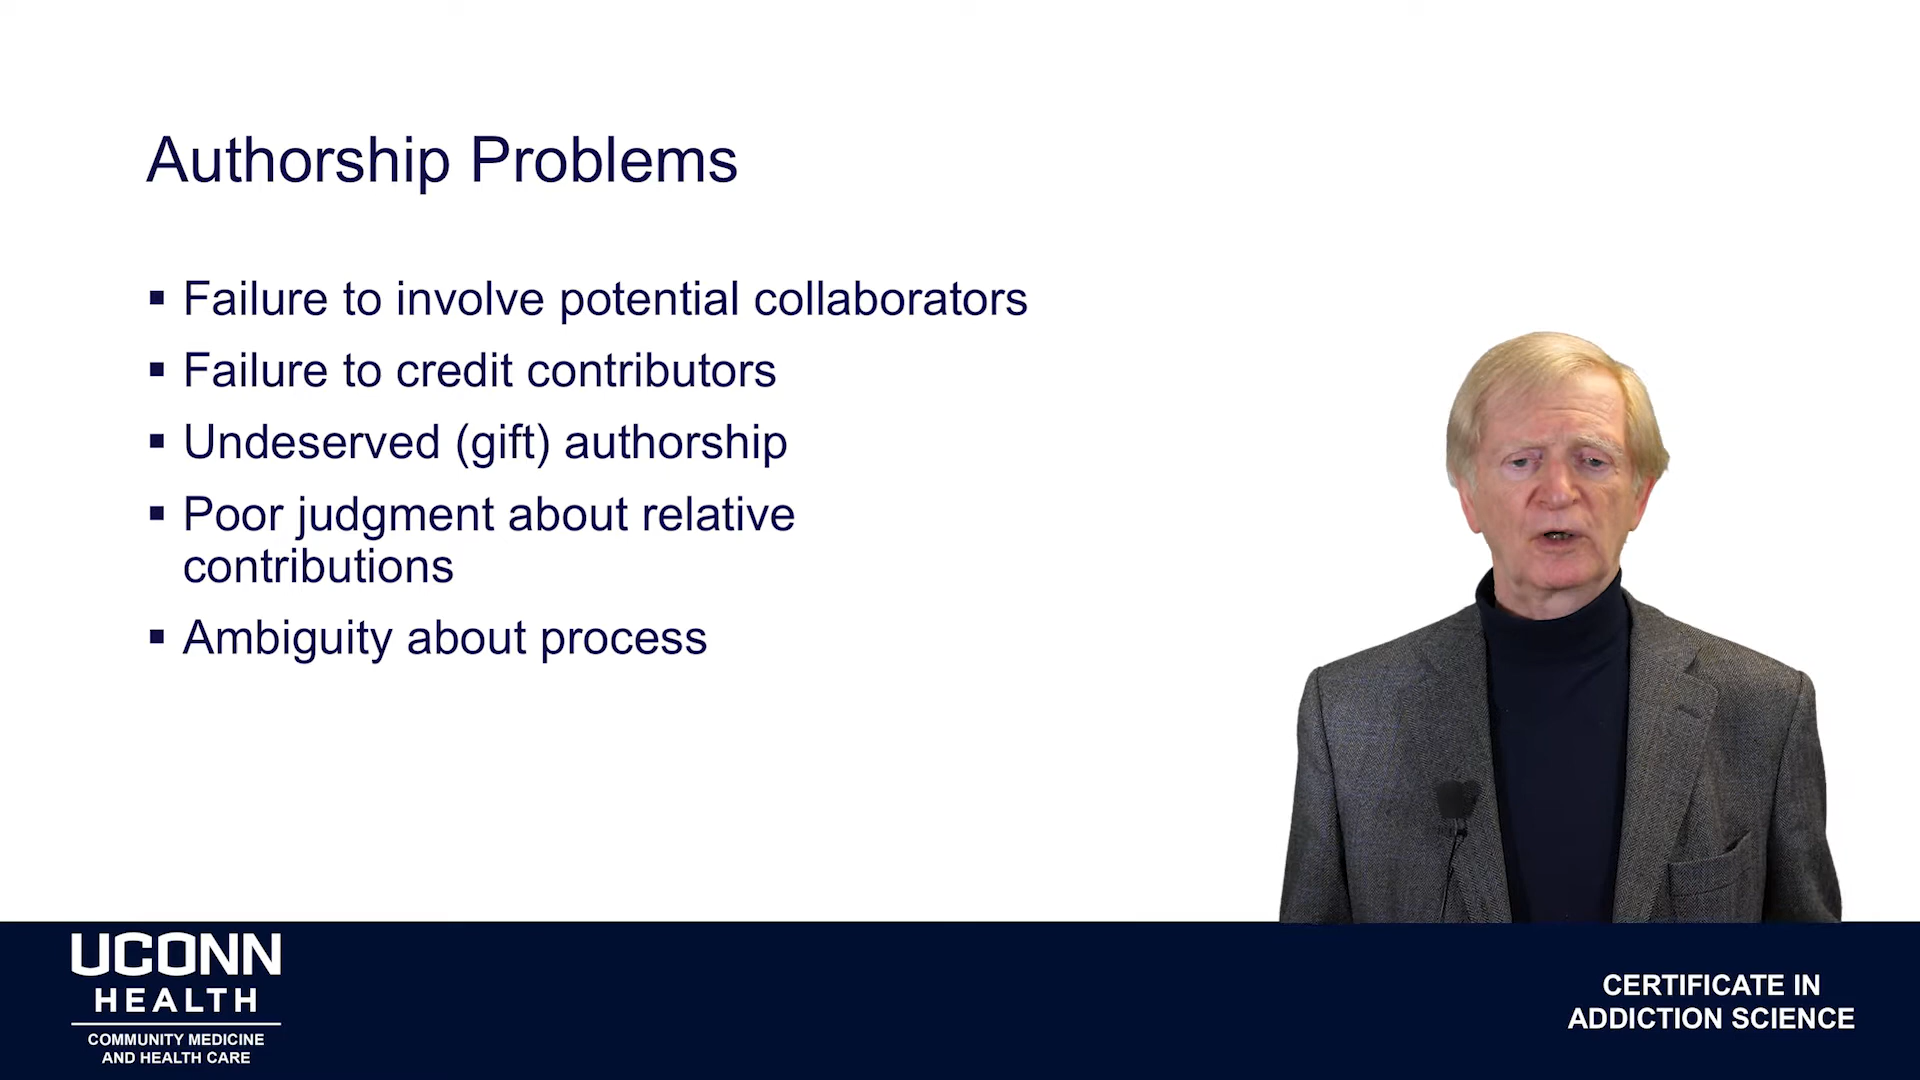 Authorship Problems
▪ Failure to involve potential collaborators
▪ Failure to credit contributors
▪ Undeserved (gift) authorship
▪ Poor judgment about relative
contributions
▪ Ambiguity about process
UCONN
HEALTH
COMMUNITY MEDICINE
AND HEALTH CARE
CERTIFICATE IN
ADDICTION SCIENCE